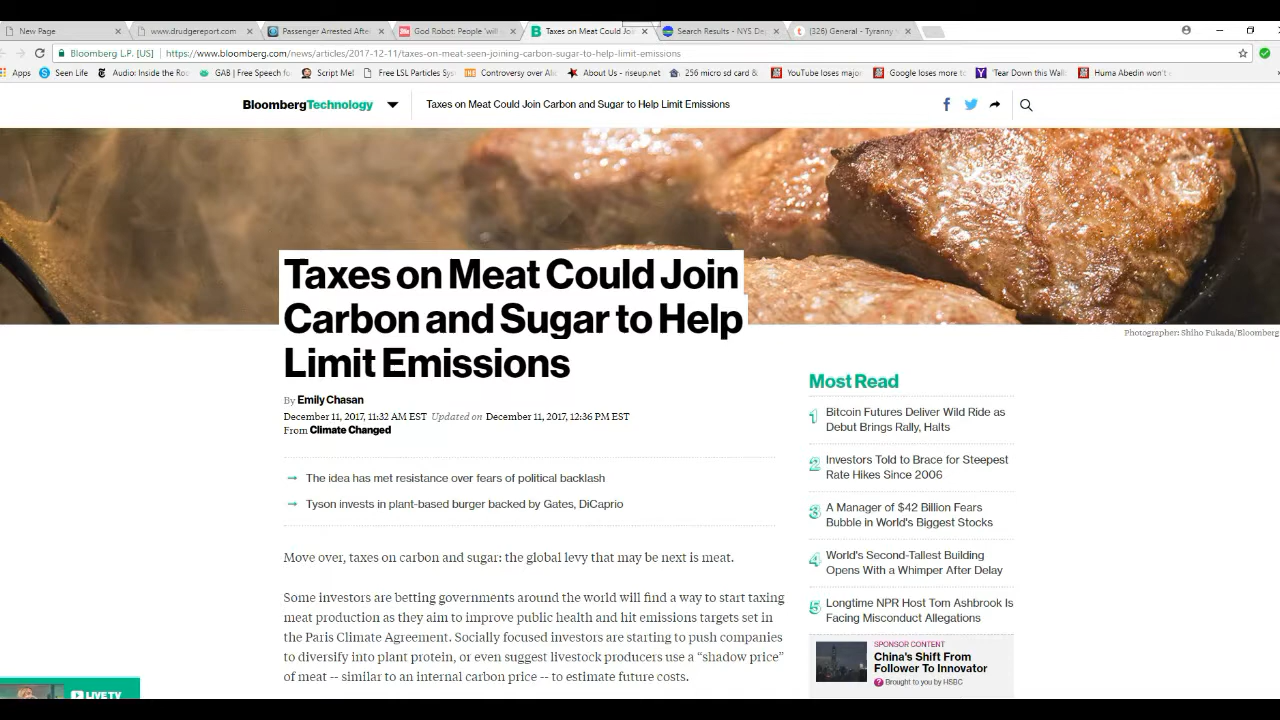 New Page
www.drudgereport.com
Passenger Arrested Afte
God Robot: People 'will
Taxes on Meat Could Joi
Search Results - NYS De
(326) General - Tyranny
Bloomberg L.P. [US]
https://www.bloomberg.com/news/articles/2017-12-11/taxes-on-meat-seen-joining-carbon-sugar-to-help-limit-emissions
Apps
Seen Life
Audio: Inside the Ro
GAB | Free Speech fo
Script Mel
Free LSL Particles Sys
Controversy over Al
About Us - riseup.net
256 micro sd card &
YouTube loses major
Google loses more t
'Tear Down this Wall
Huma Abedin won't
BloombergTechnology
Taxes on Meat Could Join Carbon and Sugar to Help Limit Emissions
Photographer: Shiho Fukada/Bloomberg
Taxes on Meat Could Join
Carbon and Sugar to Help
Limit Emissions
By Emily Chasan
December 11, 2017, 11:32 AM EST Updated on December 11, 2017, 12:36 PM EST
From Climate Changed
→ The idea has met resistance over fears of political backlash
→ Tyson invests in plant-based burger backed by Gates, DiCaprio
Move over, taxes on carbon and sugar: the global levy that may be next is meat.
Some investors are betting governments around the world will find a way to start taxing
meat production as they aim to improve public health and hit emissions targets set in
the Paris Climate Agreement. Socially focused investors are starting to push companies
to diversify into plant protein, or even suggest livestock producers use a “shadow price”
of meat -- similar to an internal carbon price -- to estimate future costs.
Most Read
1 Bitcoin Futures Deliver Wild Ride as
Debut Brings Rally, Halts
2 Investors Told to Brace for Steepest
Rate Hikes Since 2006
3 A Manager of $42 Billion Fears
Bubble in World's Biggest Stocks
4 World's Second-Tallest Building
Opens With a Whimper After Delay
5 Longtime NPR Host Tom Ashbrook Is
Facing Misconduct Allegations
SPONSOR CONTENT
China's Shift From
Follower To Innovator
? Brought to you by HSBC
LIVE TV